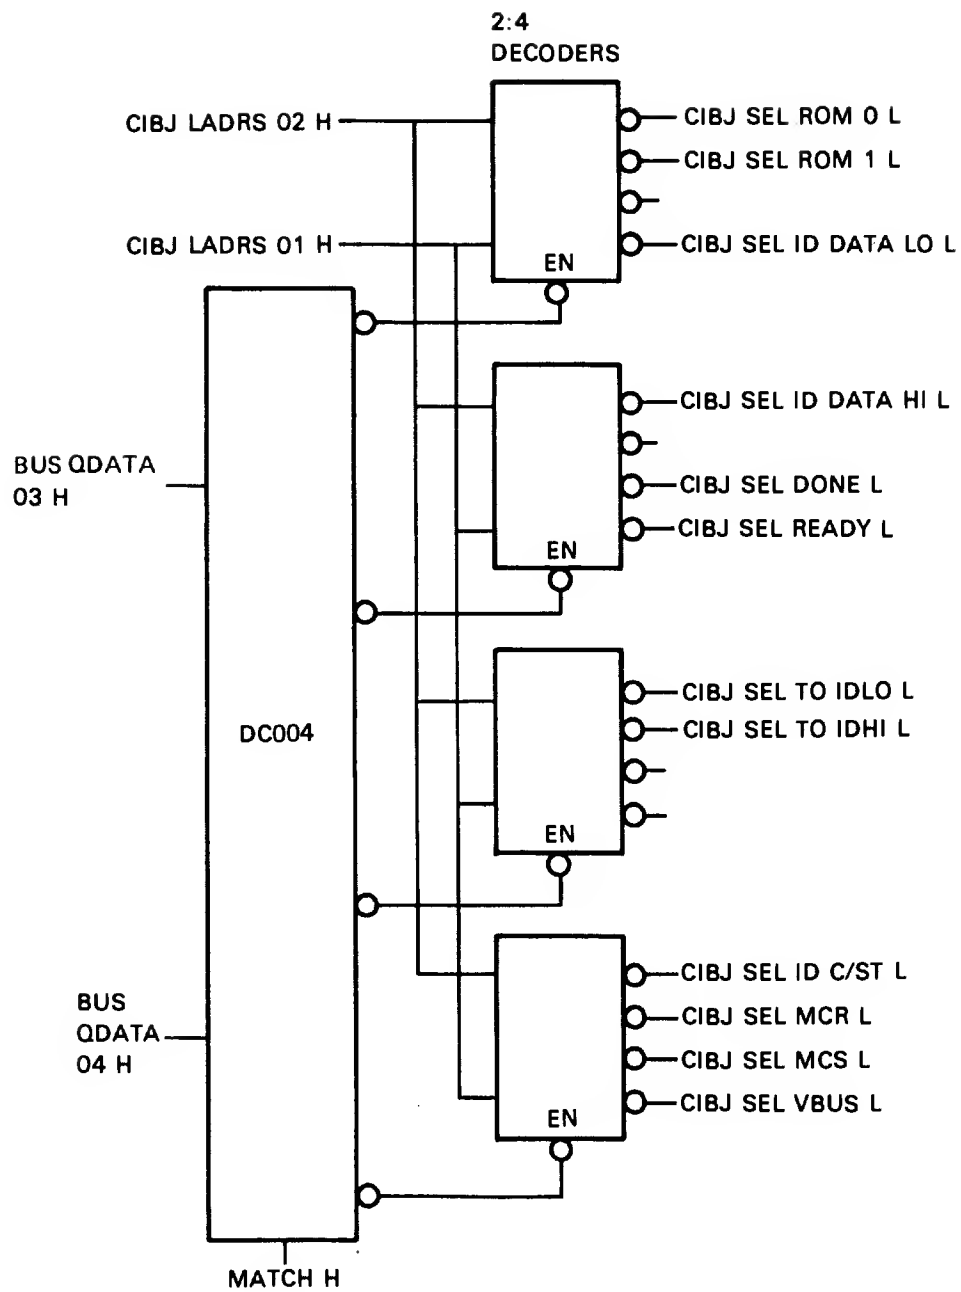 2:4
DECODERS
CIBJ LADRS 02 H
CIBJ SEL ROM 0 L
CIBJ SEL ROM 1 L
CIBJ LADRS 01 H
CIBJ SEL ID DATA LO L
EN
CIBJ SEL ID DATA HI L
BUS QDATA
03 H
CIBJ SEL DONE L
CIBJ SEL READY L
EN
CIBJ SEL TO IDLO L
CIBJ SEL TO IDHI L
DC004
EN
CIBJ SEL ID C/ST L
BUS
QDATA
04 H
CIBJ SEL MCR L
CIBJ SEL MCS L
CIBJ SEL VBUS L
EN
MATCH H